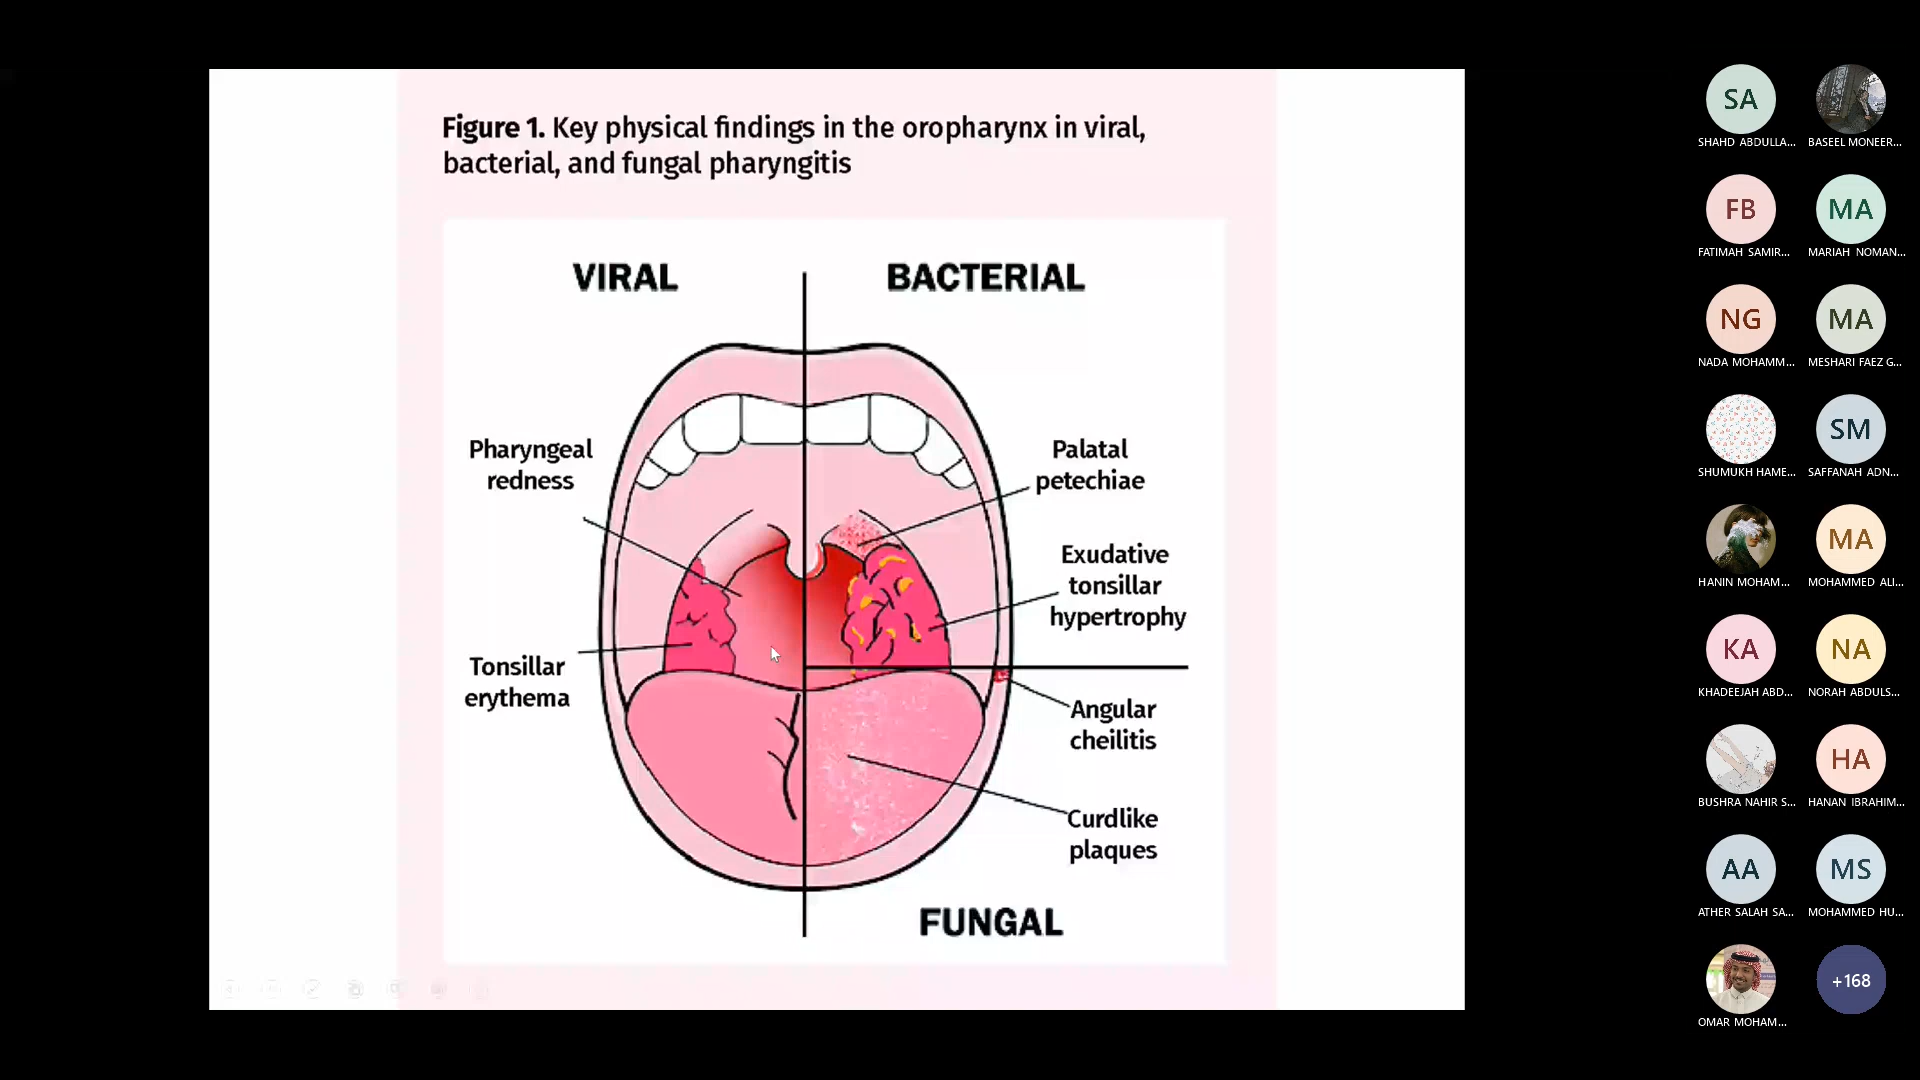 Figure 1. Key physical findings in the oropharynx in viral,
bacterial, and fungal pharyngitis
VIRAL
BACTERIAL
Pharyngeal
redness
Palatal
petechiae
Exudative
tonsillar
hypertrophy
Tonsillar
erythema
Angular
cheilitis
Curdlike
plaques
FUNGAL
SA
SHAHD ABDULLA...
BASEEL MONEER...
FB
FATIMAH SAMIR...
MA
MARIAH NOMAN...
NG
NADA MOHAMM...
MA
MESHARI FAEZ G...
SHUMUKH HAME...
SM
SAFFANAH ADN...
HANIN MOHAM...
MA
MOHAMMED ALI...
KA
KHADEEJAH ABD...
NA
NORAH ABDULS...
BUSHRA NAHIR S...
HA
HANAN IBRAHIM...
AA
ATHER SALAH SA...
MS
MOHAMMED HU...
OMAR MOHAM...
+168